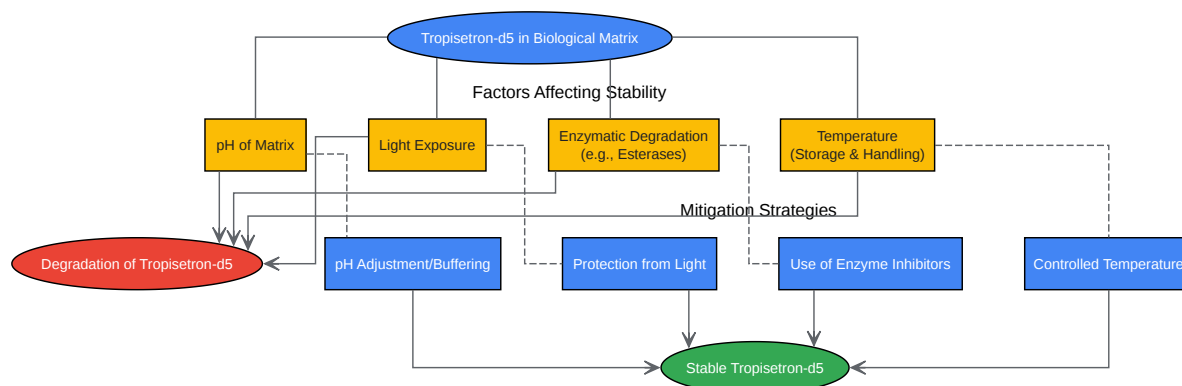 Tropisetron-d5 in Biological Matrix
Factors Affecting Stability
pH of Matrix
Light Exposure
Enzymatic Degradation
(e.g., Esterases)
Temperature
(Storage & Handling)
Mitigation Strategies
Degradation of Tropisetron-d5
pH Adjustment/Buffering
Protection from Light
Use of Enzyme Inhibitors
Controlled Temperature
Stable Tropisetron-d5